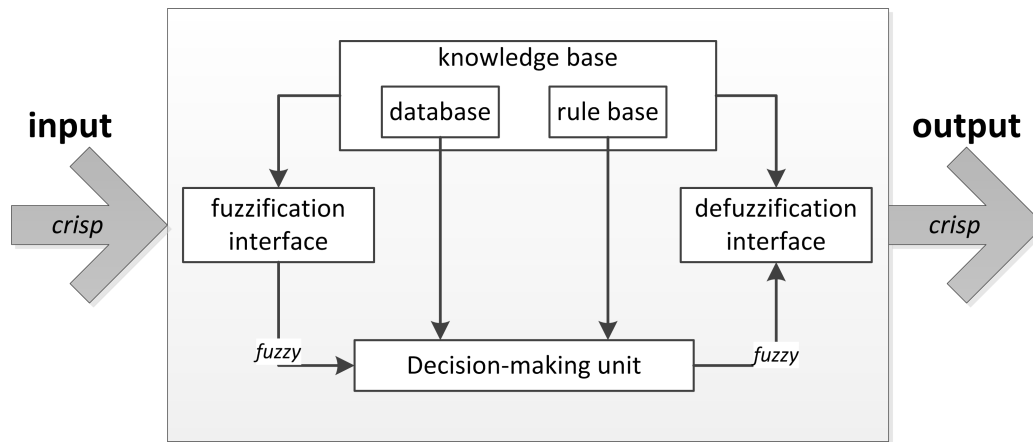 knowledge base
database
rule base
input
output
crisp
fuzzification
interface
defuzzification
interface
crisp
fuzzy
Decision-making unit
fuzzy